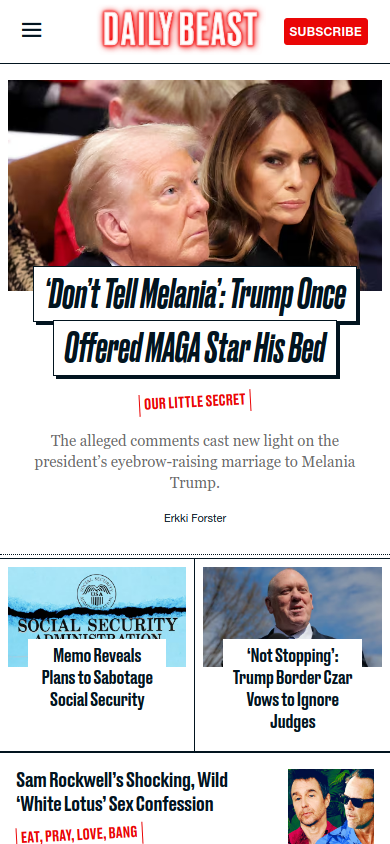 DAILY BEAST
SUBSCRIBE
‘Don’t Tell Melania’: Trump Once
Offered MAGA Star His Bed
OUR LITTLE SECRET
The alleged comments cast new light on the
president’s eyebrow-raising marriage to Melania
Trump.
Erkki Forster
USA
SOCIAL SECURITY
ADMINISTRATION
Memo Reveals
Plans to Sabotage
Social Security
‘Not Stopping’:
Trump Border Czar
Vows to Ignore
Judges
Sam Rockwell’s Shocking, Wild
‘White Lotus’ Sex Confession
EAT, PRAY, LOVE, BANG